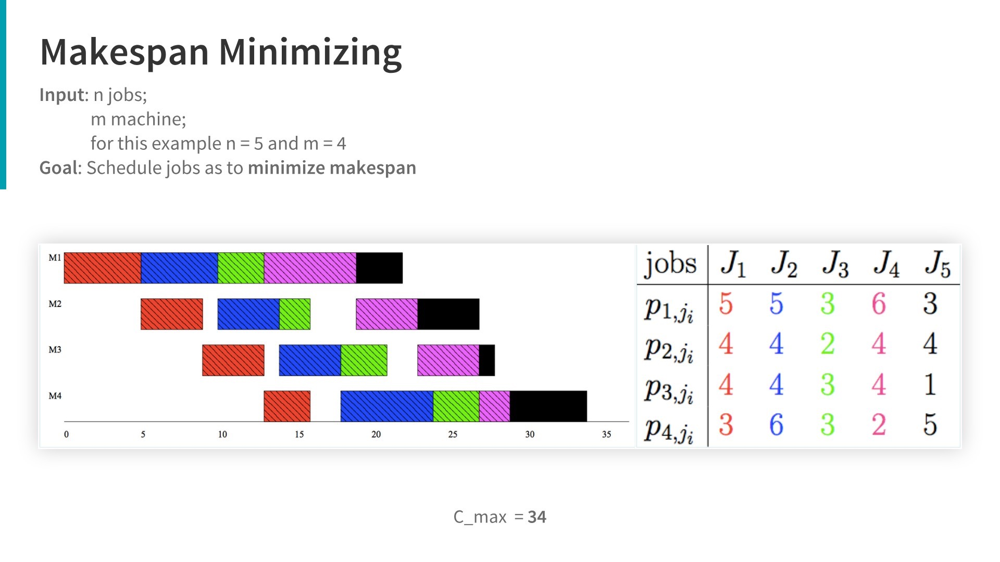 Makespan Minimizing
Input: n jobs;
m machine;
for this example n = 5 and m = 4
Goal: Schedule jobs as to minimize makespan
M1
M2
M3
M4
0 5 10 15 20 25 30 35
jobs J_1 J_2 J_3 J_4 J_5
p_{1,j_i} 5 5 3 6 3
p_{2,j_i} 4 4 2 4 4
p_{3,j_i} 4 4 3 4 1
p_{4,j_i} 3 6 3 2 5
C_max = 34